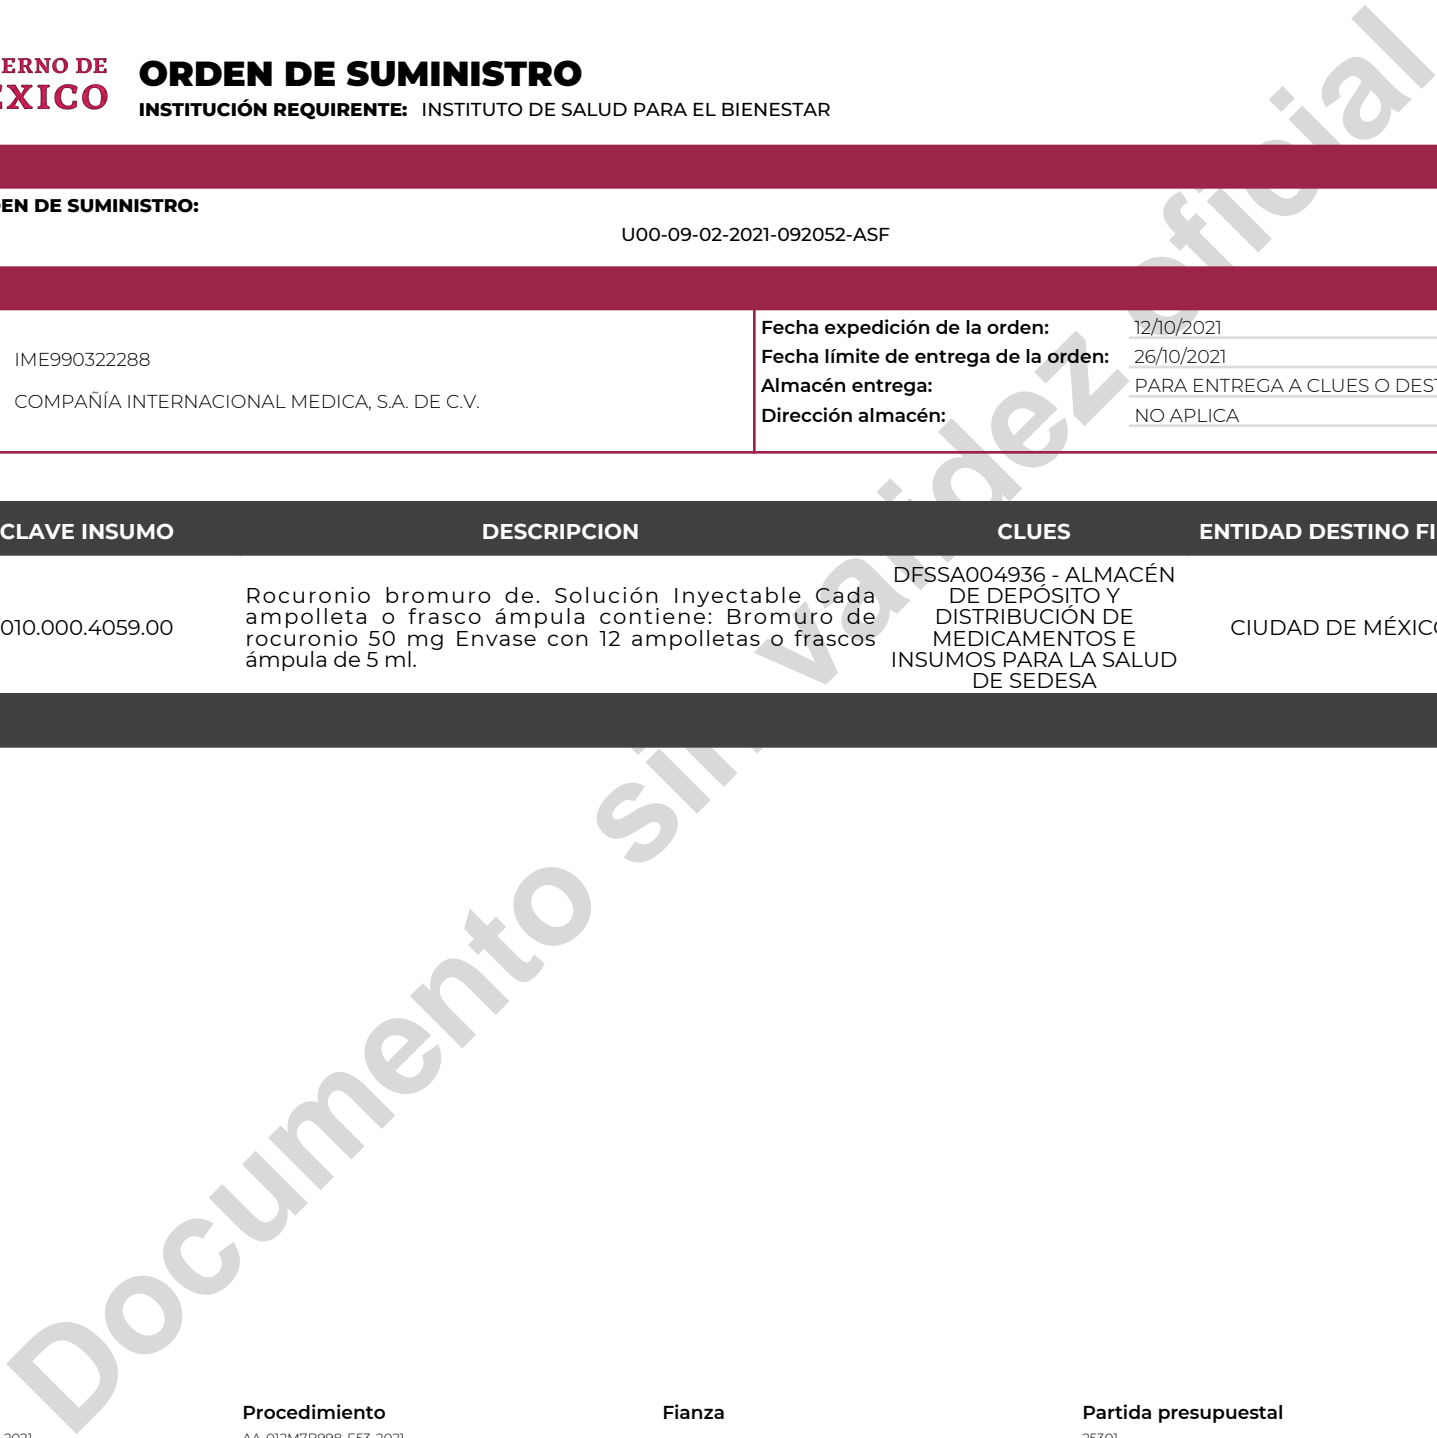 ERNO DE
EXICO
ORDEN DE SUMINISTRO
INSTITUCIÓN REQUIRENTE: INSTITUTO DE SALUD PARA EL BIENESTAR
EN DE SUMINISTRO:
U00-09-02-2021-092052-ASF
IME990322288
COMPAÑÍA INTERNACIONAL MEDICA, S.A. DE C.V.
Fecha expedición de la orden: 12/10/2021
Fecha límite de entrega de la orden: 26/10/2021
Almacén entrega: PARA ENTREGA A CLUES O DEST
Dirección almacén: NO APLICA
CLAVE INSUMO DESCRIPCION CLUES ENTIDAD DESTINO FI
010.000.4059.00
Rocuronio bromuro de. Solución Inyectable Cada
ampolleta o frasco ámpula contiene: Bromuro de
rocuronio 50 mg Envase con 12 ampolletas o frascos
ámpula de 5 ml.
DFSSA004936 - ALMACÉN
DE DEPÓSITO Y
DISTRIBUCIÓN DE
MEDICAMENTOS E
INSUMOS PARA LA SALUD
DE SEDESA
CIUDAD DE MÉXICO
Documento sin validez oficial
Procedimiento Fianza Partida presupuestal